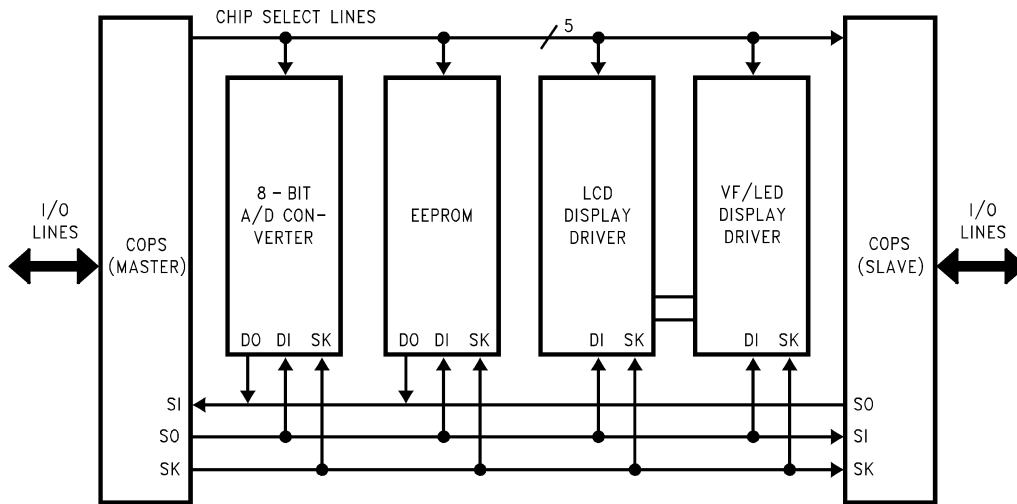 CHIP SELECT LINES
5
I/O
LINES
COPS
(MASTER)
8 – BIT
A/D CON-
VERTER
DO DI SK
EEPROM
DO DI SK
LCD
DISPLAY
DRIVER
DI SK
VF/LED
DISPLAY
DRIVER
DI SK
COPS
(SLAVE)
I/O
LINES
SI
SO
SK
SO
SI
SK